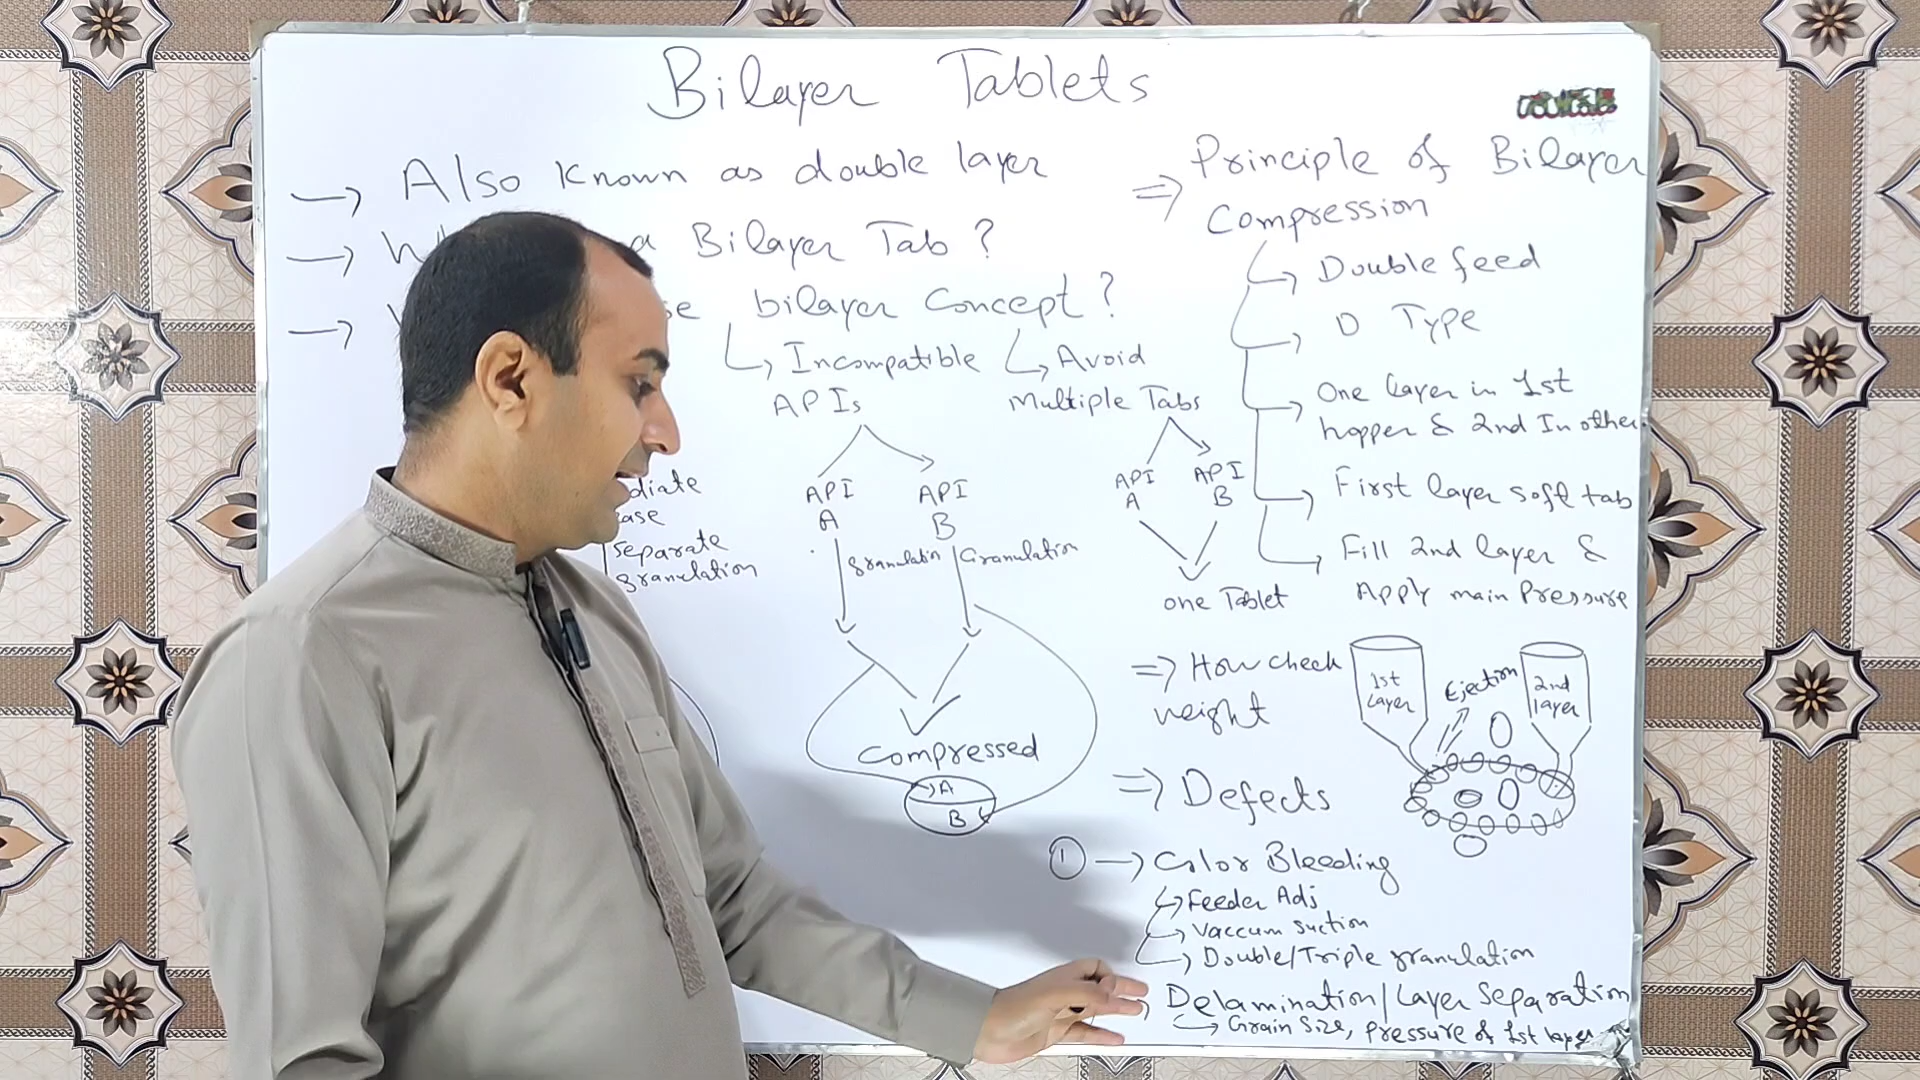 Bilayer Tablets
Also known as double layer
a Bilayer Tab ?
bilayer Concept ?
Incompatible
APIs
Avoid
Multiple Tabs
API
A
API
B
granulation
Granulation
Compressed
A
B
API
A
API
B
one Tablet
diate
ase
separate
granulation
Principle of Bilayer
Compression
Double feed
D Type
One layer in 1st
hopper & 2nd In other.
First layer soft tab
Fill 2nd layer &
Apply main Pressure
How check
weight
1st
Layer
Ejection
2nd
layer
Defects
1 Color Bleeding
Feeder Adj
Vaccum suction
Double/Triple granulation
Delamination/Layer Separation
Grain Size, pressure of 1st layer